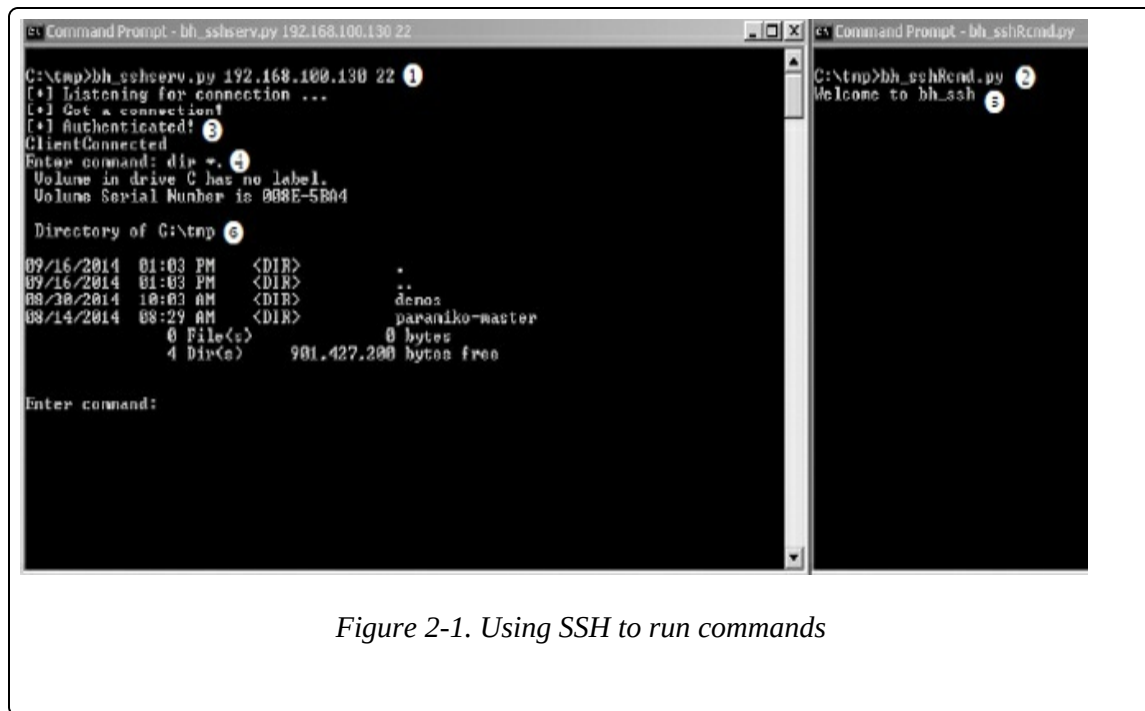 Command Prompt - bh_sshserv.py 192.168.100.130 22
C:\tmp>bh_sshserv.py 192.168.100.130 22 1
[+] Listening for connection ...
[+] Got a connection!
[+] Authenticated! 3
ClientConnected
Enter command: dir *. 4
Volume in drive C has no label.
Volume Serial Number is 008E-5BA4
Directory of C:\tmp 6
09/16/2014 01:03 PM <DIR> .
09/16/2014 01:03 PM <DIR> ..
08/30/2014 10:03 AM <DIR> demos
08/14/2014 08:29 AM <DIR> paramiko-master
0 File(s) 0 bytes
4 Dir(s) 901,427,200 bytes free
Enter command:
Command Prompt - bh_sshRcmd.py
C:\tmp>bh_sshRcmd.py 2
Welcome to bh_ssh 5
Figure 2-1. Using SSH to run commands